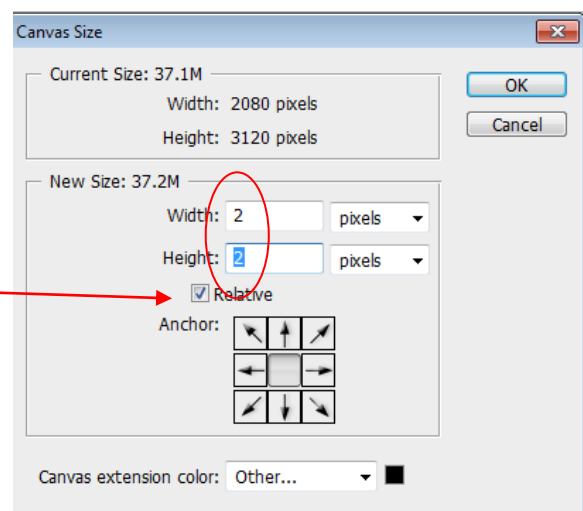 Canvas Size
Current Size: 37.1M
OK
Width: 2080 pixels
Cancel
Height: 3120 pixels
New Size: 37.2M
Width: 2 pixels
Height: 2 pixels
Relative
Anchor:
Canvas extension color: Other...